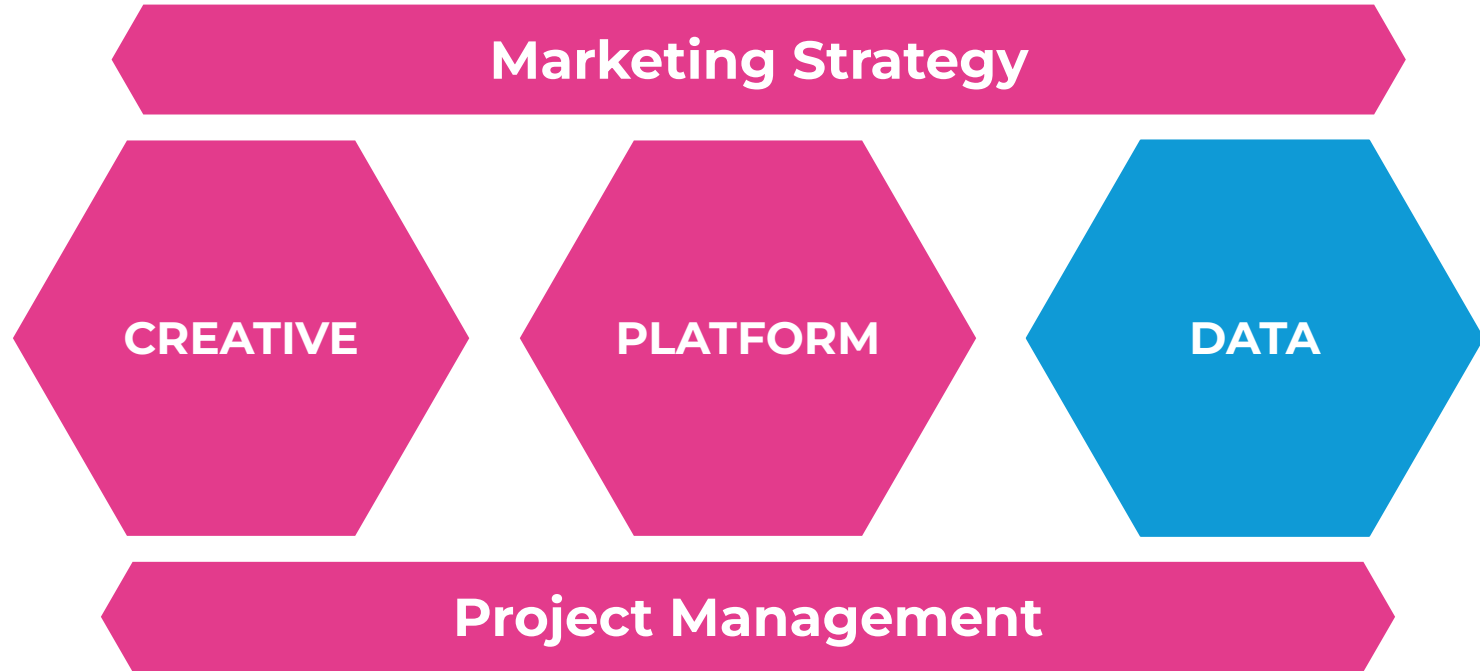 Marketing Strategy
CREATIVE
PLATFORM
DATA
Project Management